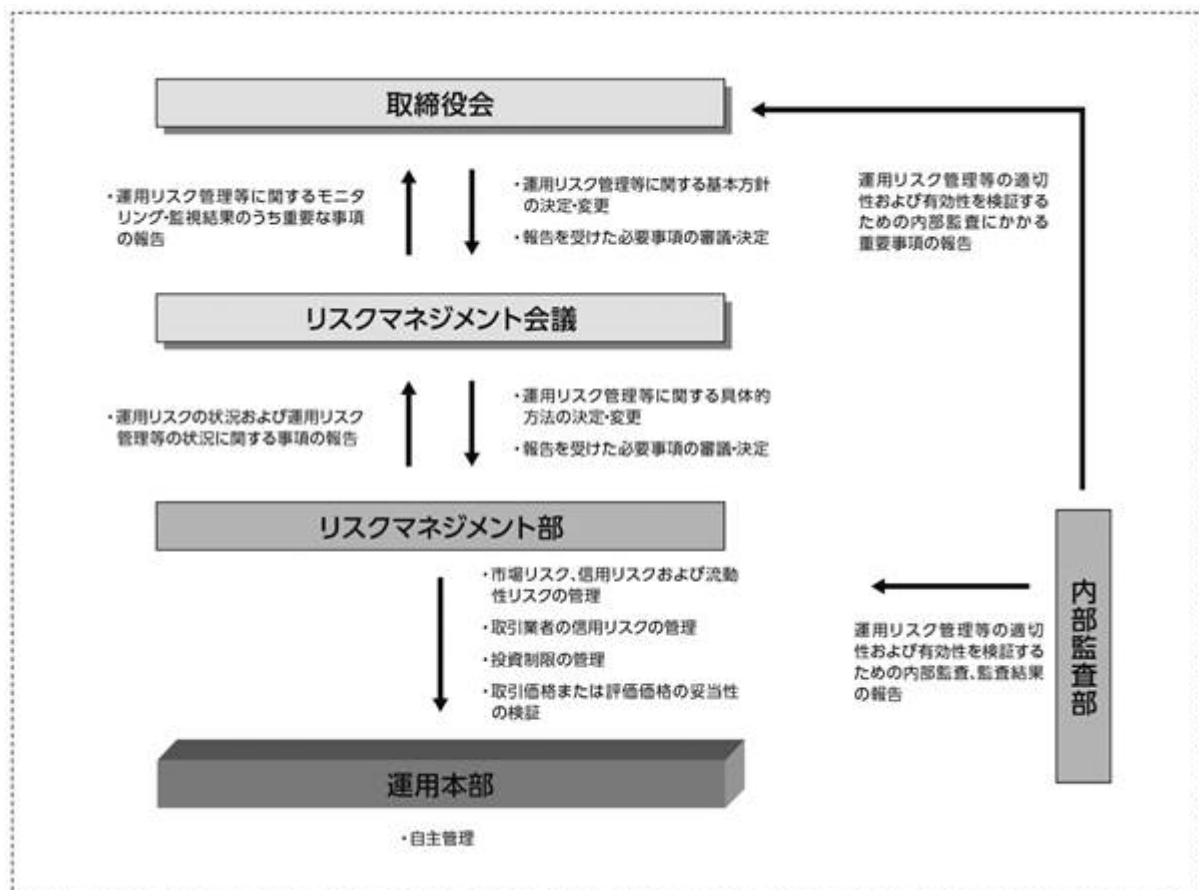 取締役会
・運用リスク管理等に関するモニタ
リング・監視結果のうち重要な事項
の報告
・運用リスク管理等に関する基本方針
の決定・変更
・報告を受けた必要事項の審議・決定
運用リスク管理等の適切
性および有効性を検証す
るための内部監査にかかる
重要事項の報告
リスクマネジメント会議
・運用リスクの状況および運用リスク
管理等の状況に関する事項の報告
・運用リスク管理等に関する具体的
方法の決定・変更
・報告を受けた必要事項の審議・決定
リスクマネジメント部
・市場リスク、信用リスクおよび流動
性リスクの管理
・取引業者の信用リスクの管理
・投資制限の管理
・取引価格または評価価格の妥当性
の検証
運用リスク管理等の適切
性および有効性を検証する
ための内部監査、監査結果
の報告
内部監査部
運用本部
・自主管理